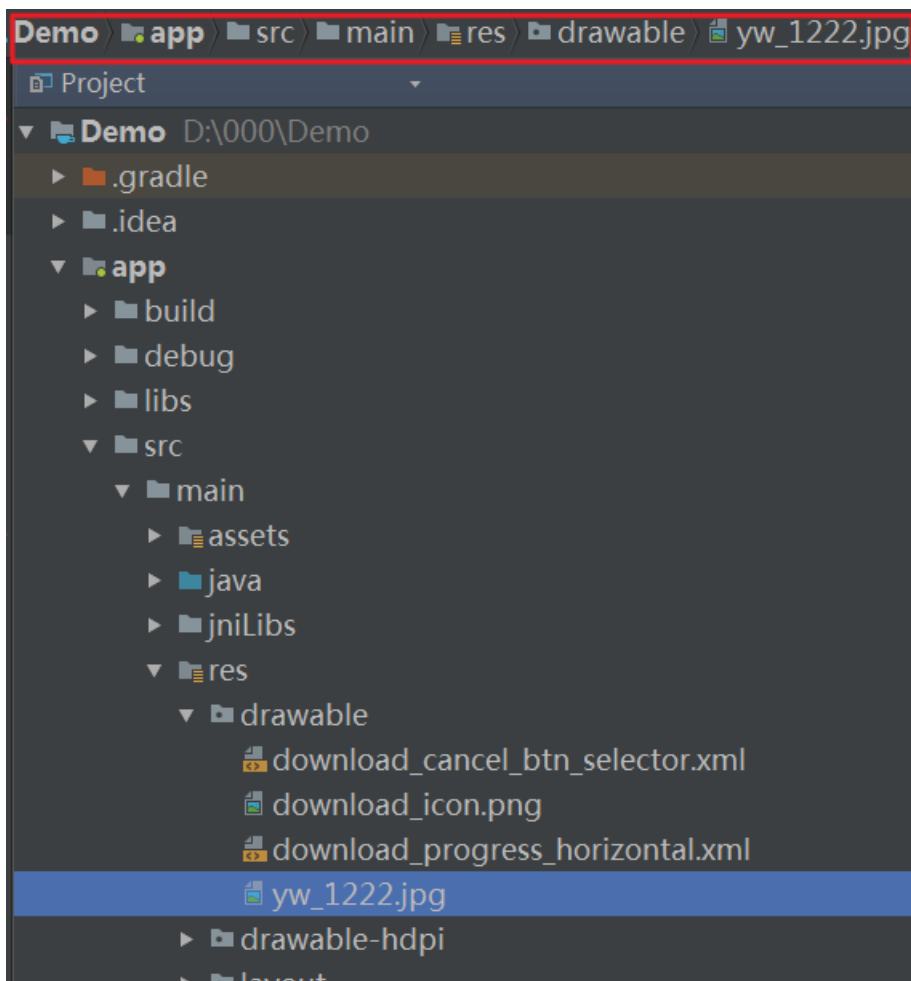 Demo app src main res drawable yw_1222.jpg
Project
Demo D:\000\Demo
.gradle
.idea
app
build
debug
libs
src
main
assets
java
jniLibs
res
drawable
download_cancel_btn_selector.xml
download_icon.png
download_progress_horizontal.xml
yw_1222.jpg
drawable-hdpi
layout